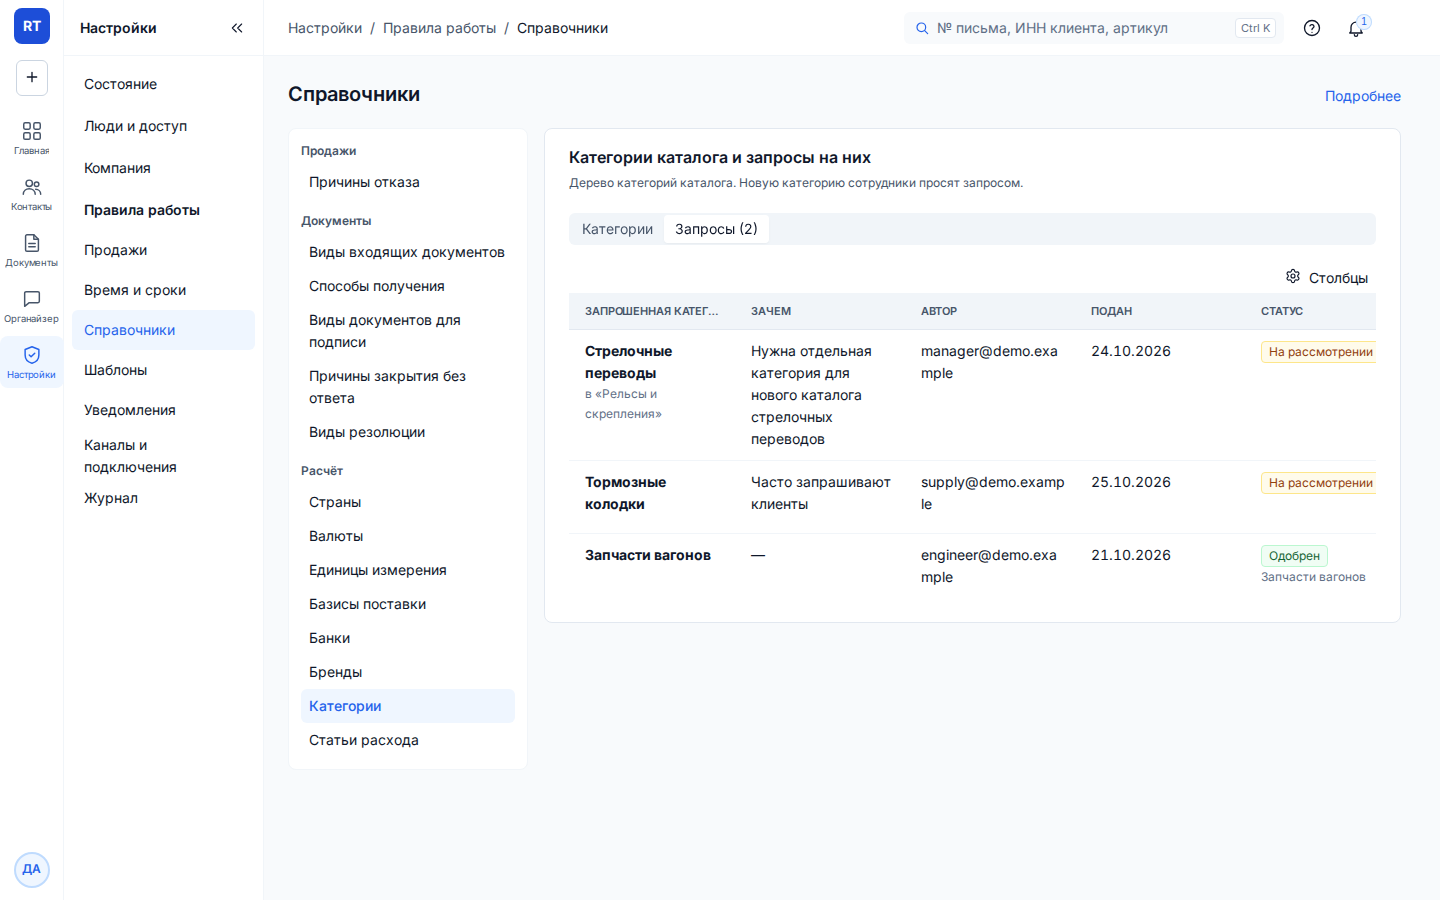 RT
Настройки
Настройки / Правила работы / Справочники
№ письма, ИНН клиента, артикул
Ctrl K
1
Главная
Контакты
Документы
Органайзер
Настройки
ДА
Состояние
Люди и доступ
Компания
Правила работы
Продажи
Время и сроки
Справочники
Шаблоны
Уведомления
Каналы и
подключения
Журнал
Справочники
Подробнее
Продажи
Причины отказа
Документы
Виды входящих документов
Способы получения
Виды документов для
подписи
Причины закрытия без
ответа
Виды резолюции
Расчёт
Страны
Валюты
Единицы измерения
Базисы поставки
Банки
Бренды
Категории
Статьи расхода
Категории каталога и запросы на них
Дерево категорий каталога. Новую категорию сотрудники просят запросом.
Категории
Запросы (2)
Столбцы
ЗАПРОШЕННАЯ КАТЕГ... ЗАЧЕМ АВТОР ПОДАН СТАТУС
Стрелочные
переводы
в «Рельсы и
скрепления»
Нужна отдельная
категория для
нового каталога
стрелочных
переводов
manager@demo.exa
mple
24.10.2026
На рассмотрении
Тормозные
колодки
Часто запрашивают
клиенты
supply@demo.examp
le
25.10.2026
На рассмотрении
Запчасти вагонов
—
engineer@demo.exa
mple
21.10.2026
Одобрен
Запчасти вагонов